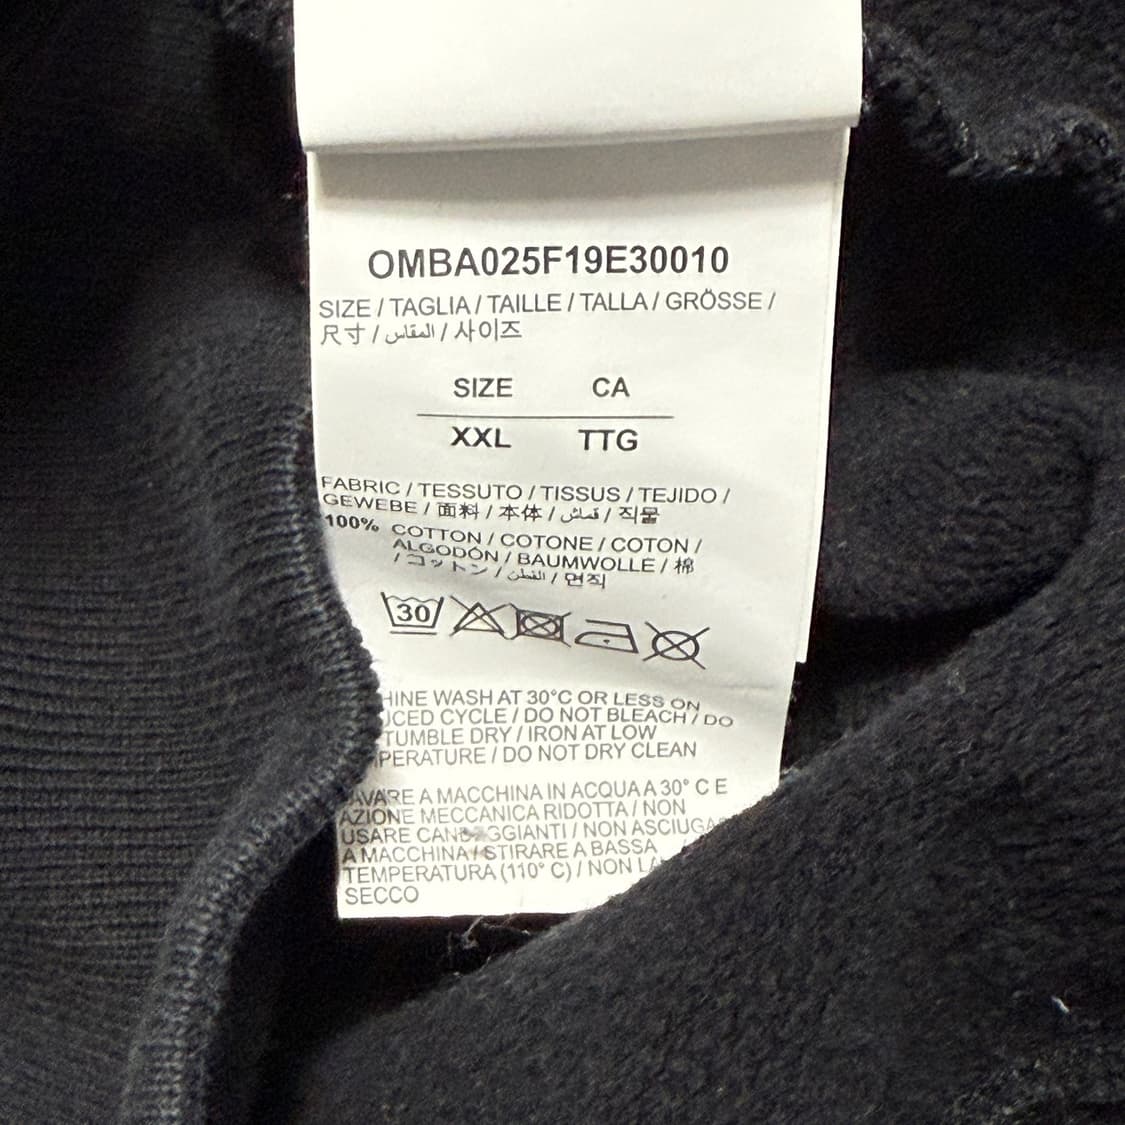 OMBA025F19E30010
SIZE / TAGLIA / TAILLE / TALLA / GRÖSSE /
尺寸 / المقاس / 사이즈
SIZE CA
XXL TTG
FABRIC / TESSUTO / TISSUS / TEJIDO /
GEWEBE / 面料 / 本体 / قماش / 직물
100% COTTON / COTONE / COTON /
ALGODÓN / BAUMWOLLE / 棉
/ コットン / القطن / 면직
30
HINE WASH AT 30°C OR LESS ON
UCED CYCLE / DO NOT BLEACH / DO
TUMBLE DRY / IRON AT LOW
PERATURE / DO NOT DRY CLEAN
AVARE A MACCHINA IN ACQUA A 30° C E
AZIONE MECCANICA RIDOTTA / NON
USARE CANDEGGIANTI / NON ASCIUGA
A MACCHINA / STIRARE A BASSA
TEMPERATURA (110° C) / NON LA
SECCO